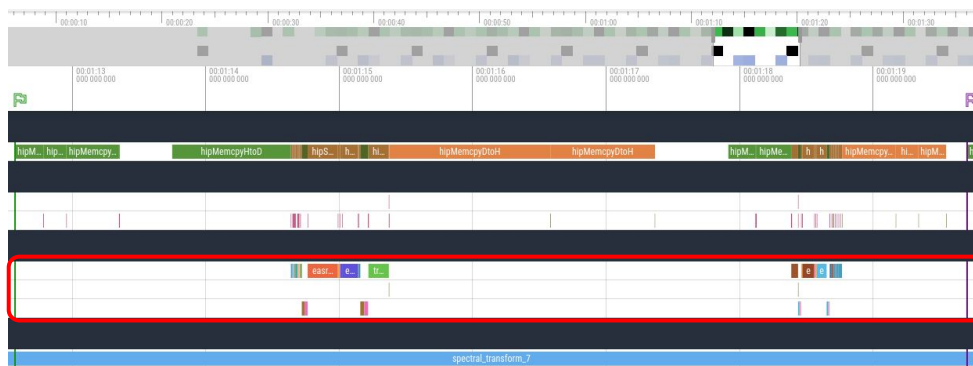 00:00:10 00:00:20 00:00:30 00:00:40 00:00:50 00:01:00 00:01:10 00:01:20 00:01:30
00:01:13 00:01:14 00:01:15 00:01:16 00:01:17 00:01:18 00:01:19
000 000 000 000 000 000 000 000 000 000 000 000 000 000 000 000 000 000 000 000 000
hipM... hip... hipMemcpy... hipMemcpyHtoD hipS... h... hi... hipMemcpyDtoH hipMemcpyDtoH hipM... hipMe... h h hipMemcpy... hi... hipM...
easr... e... tr... e e
spectral_transform_7